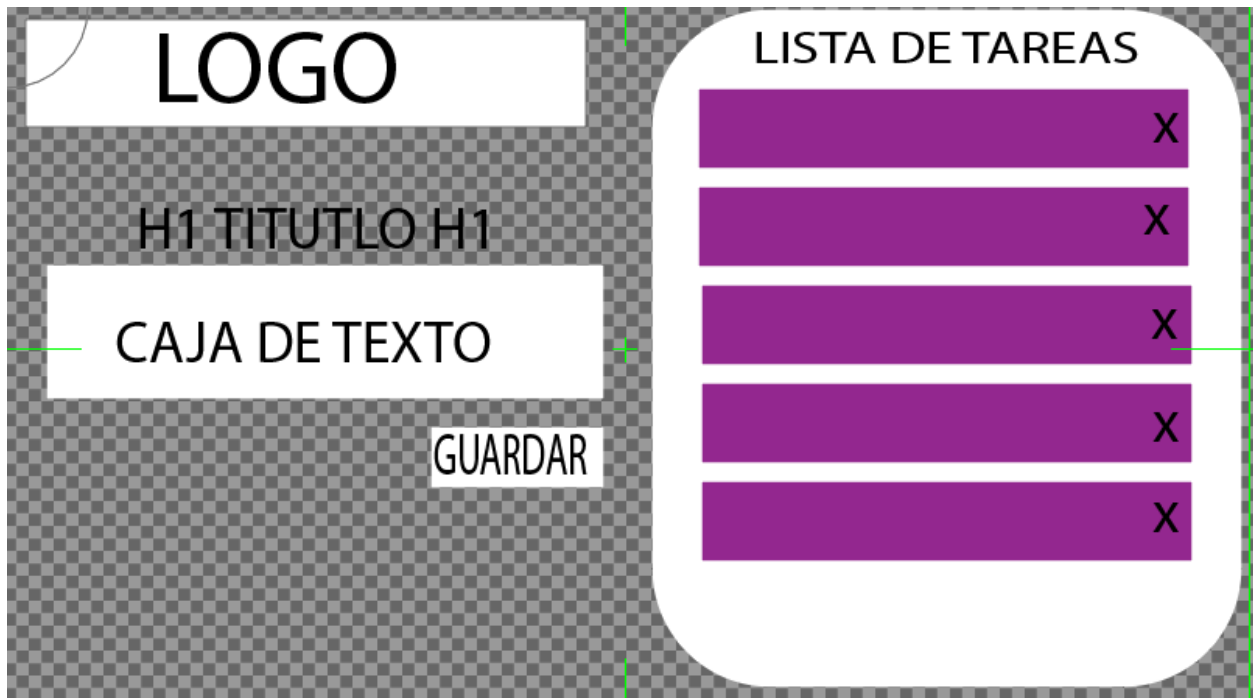 LOGO
H1 TITUTLO H1
CAJA DE TEXTO
GUARDAR
LISTA DE TAREAS
X
X
X
X
X